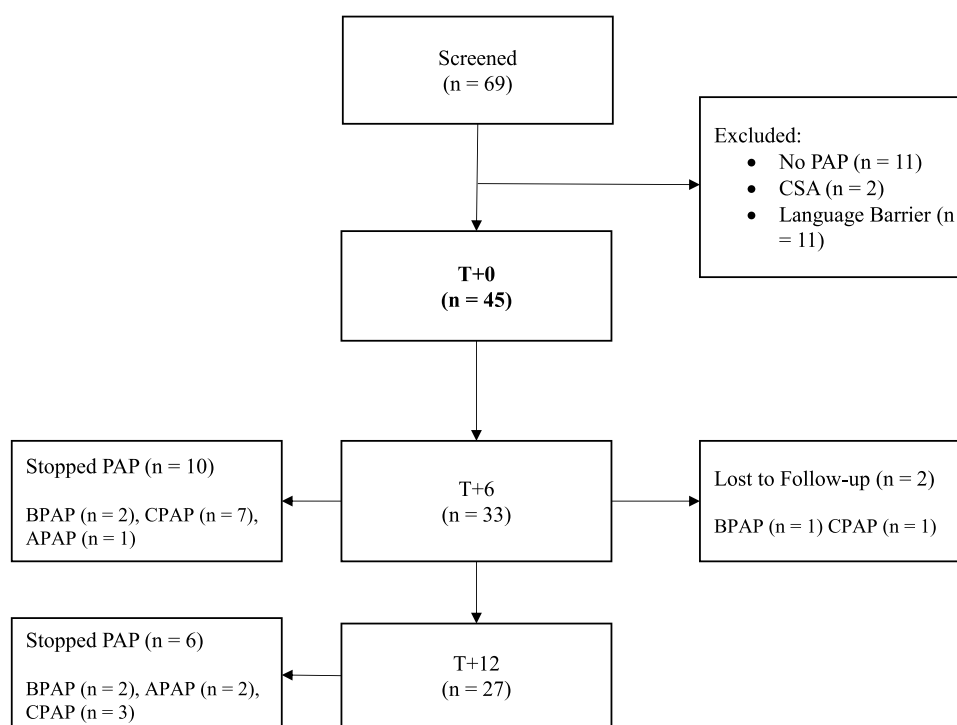 Screened
(n = 69)
Excluded:
• No PAP (n = 11)
• CSA (n = 2)
• Language Barrier (n
= 11)
T+0
(n = 45)
Stopped PAP (n = 10)
BPAP (n = 2), CPAP (n = 7),
APAP (n = 1)
T+6
(n = 33)
Lost to Follow-up (n = 2)
BPAP (n = 1) CPAP (n = 1)
Stopped PAP (n = 6)
BPAP (n = 2), APAP (n = 2),
CPAP (n = 3)
T+12
(n = 27)